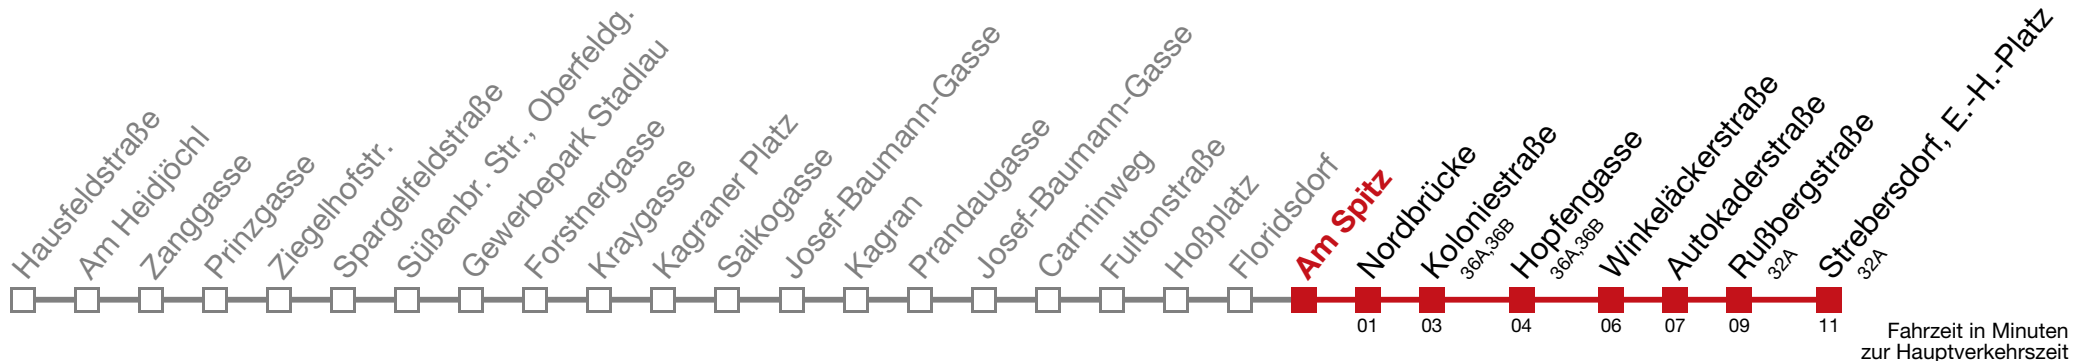 Hausfeldstraße
Am Heidjöchl
Zanggasse
Prinzgasse
Ziegelhofstr.
Spargelfeldstraße
Süßenbr. Str., Oberfeldg.
Gewerbepark Stadlau
Forstnergasse
Kraygasse
Kagraner Platz
Saikogasse
Josef-Baumann-Gasse
Kagran
Prandaugasse
Josef-Baumann-Gasse
Carminweg
Fultonstraße
Hoßplatz
Floridsdorf
Am Spitz
Nordbrücke
01
Koloniestraße
36A,36B
03
Hopfengasse
36A,36B
04
Winkeläckerstraße
06
Autokaderstraße
07
Rußbergstraße
32A
09
Strebersdorf, E.-H.-Platz
32A
11
Fahrzeit in Minuten
zur Hauptverkehrszeit